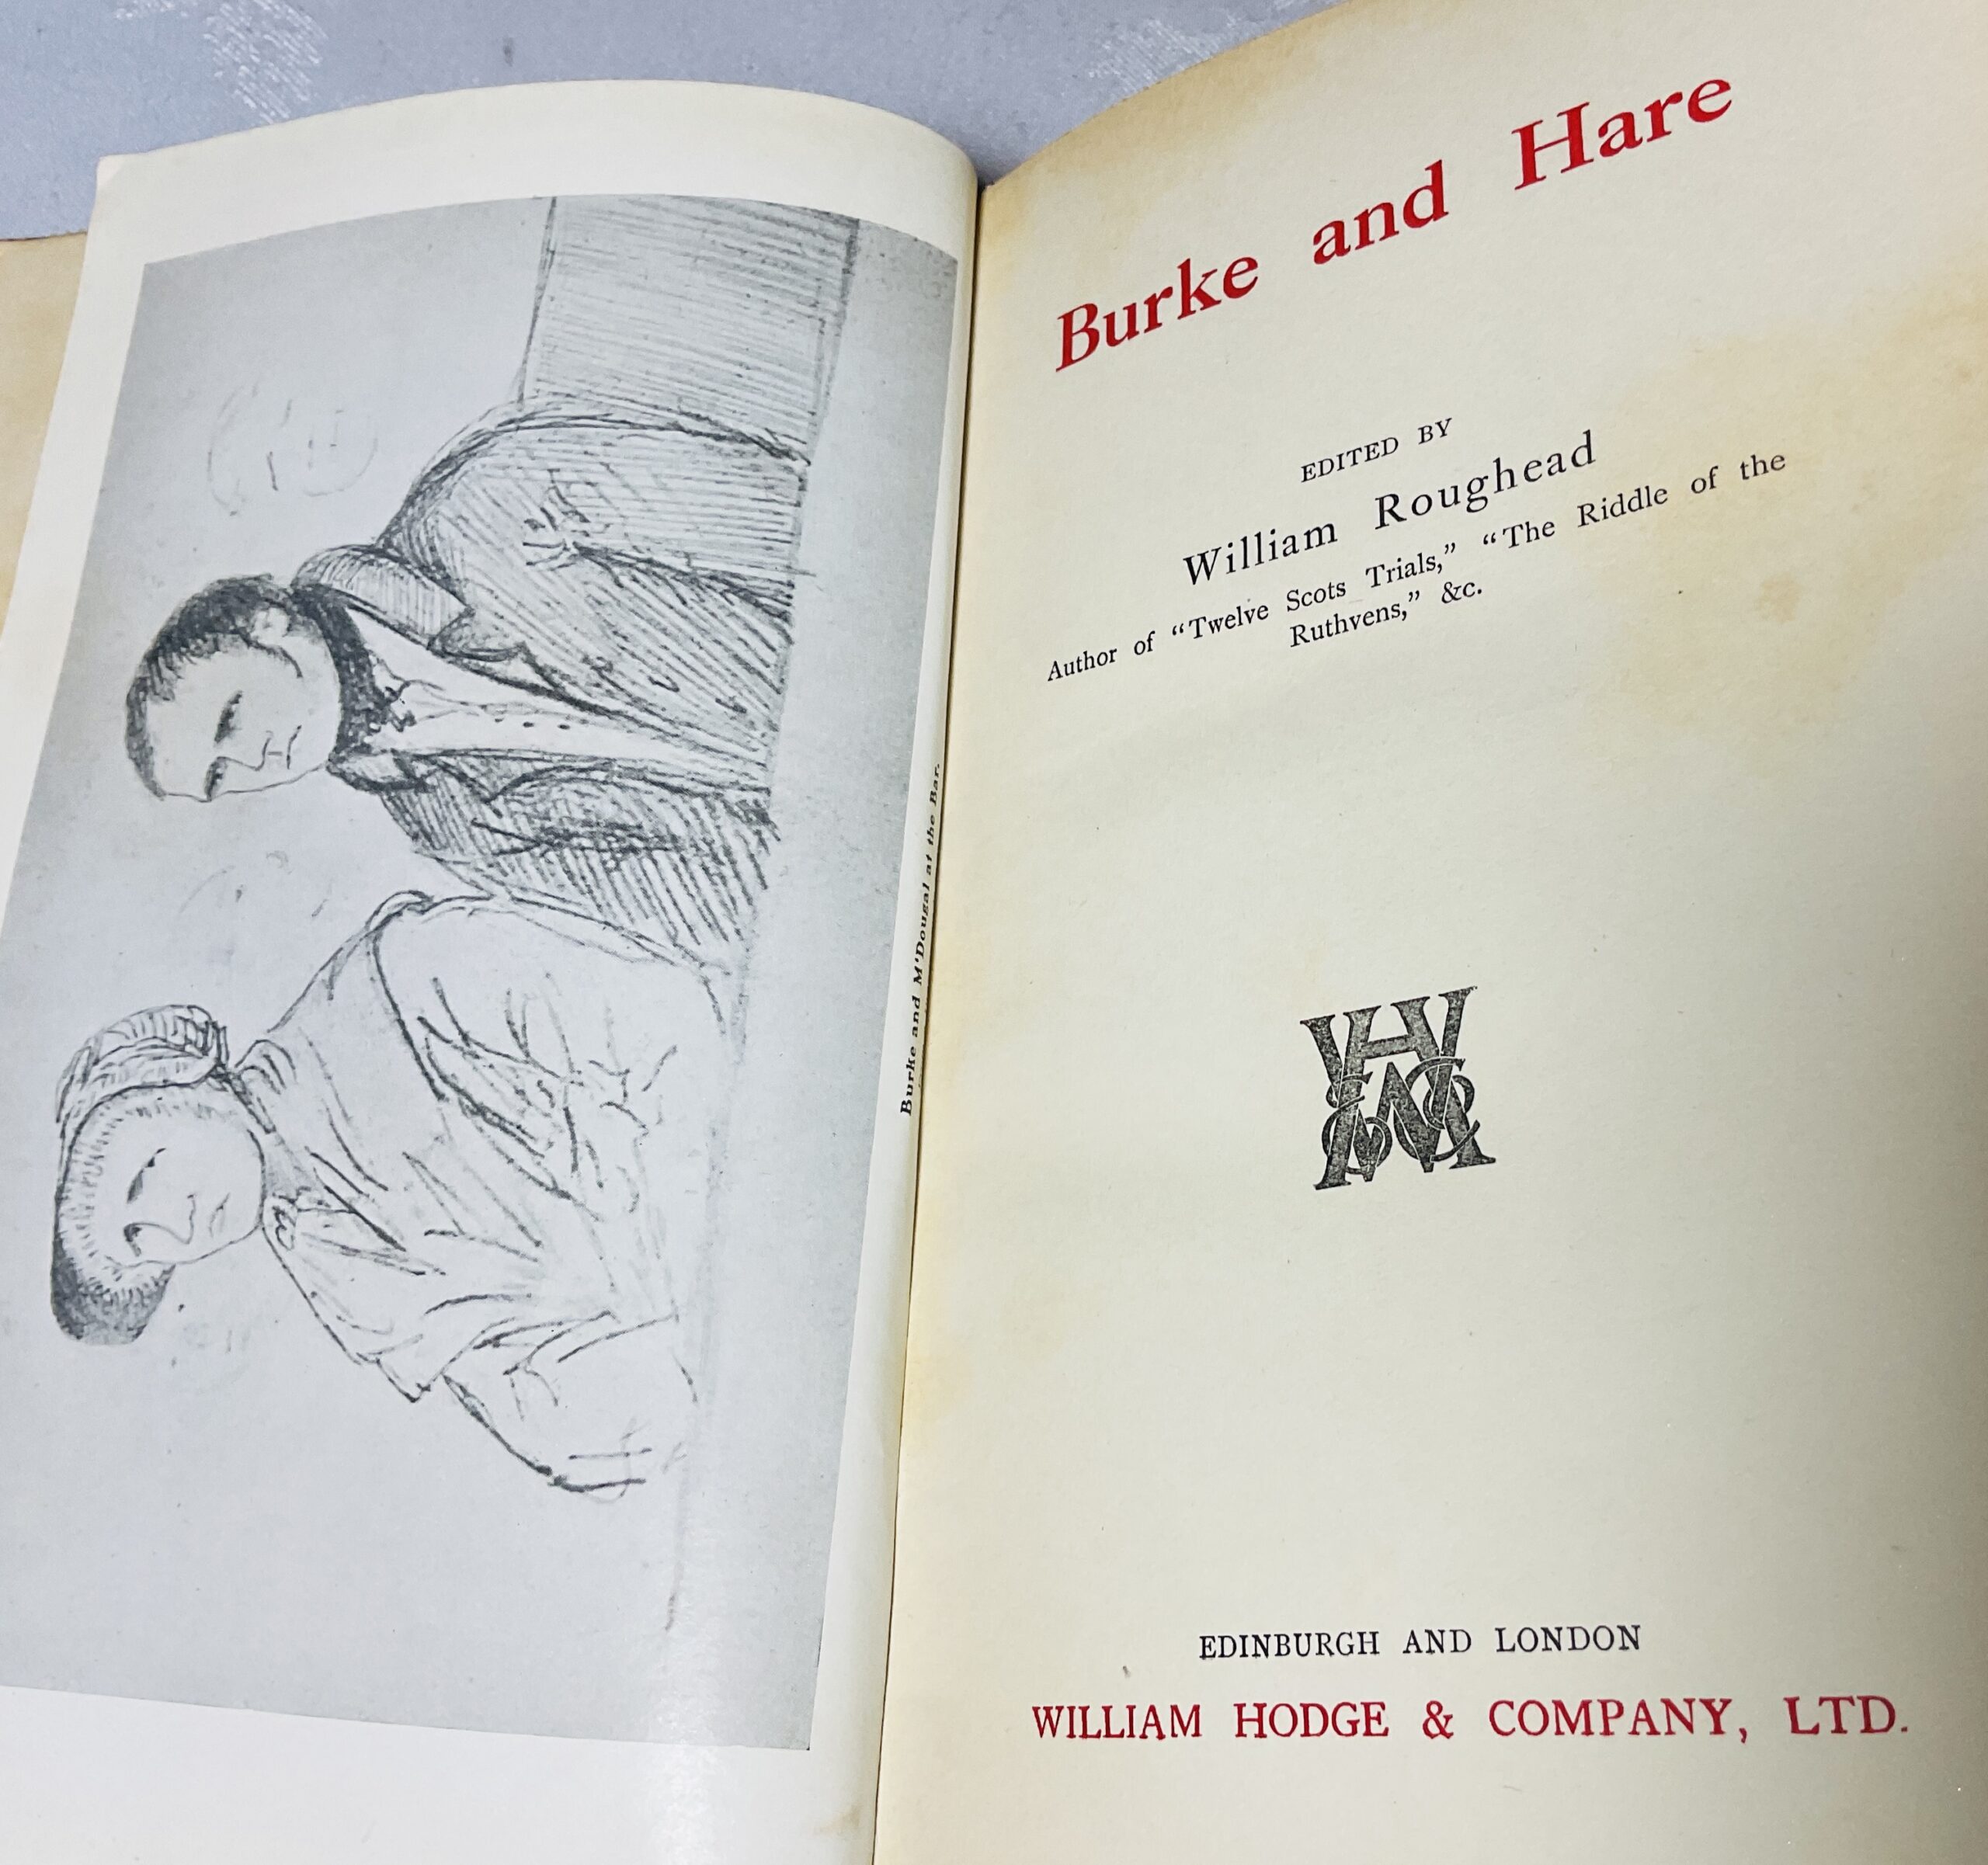 Burke and M'Dougal at the Bar.
Burke and Hare
EDITED BY
William Roughead
Author of “Twelve Scots Trials,” “The Riddle of the
Ruthvens,” &c.
EDINBURGH AND LONDON
WILLIAM HODGE & COMPANY, LTD.